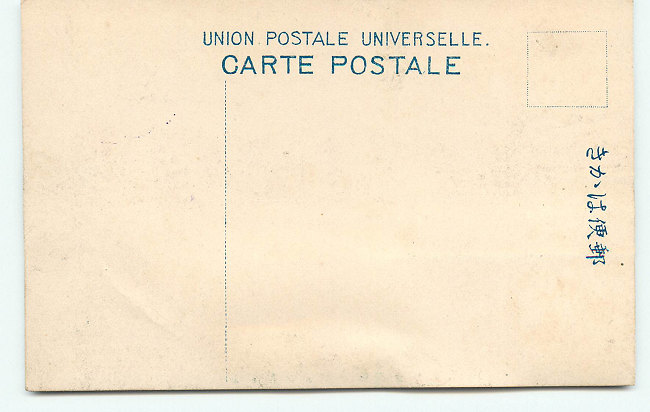 UNION POSTALE UNIVERSELLE.
CARTE POSTALE
郵便はかき